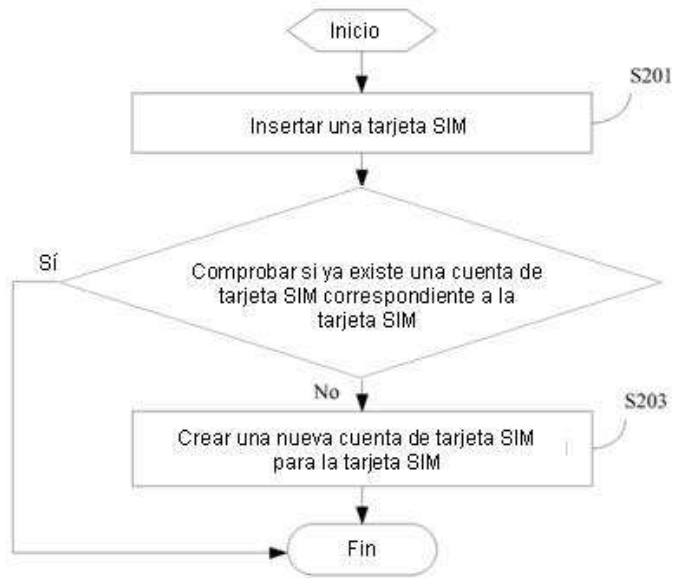 Inicio
S201
Insertar una tarjeta SIM
Sí
Comprobar si ya existe una cuenta de
tarjeta SIM correspondiente a la
tarjeta SIM
No
S203
Crear una nueva cuenta de tarjeta SIM
para la tarjeta SIM
Fin